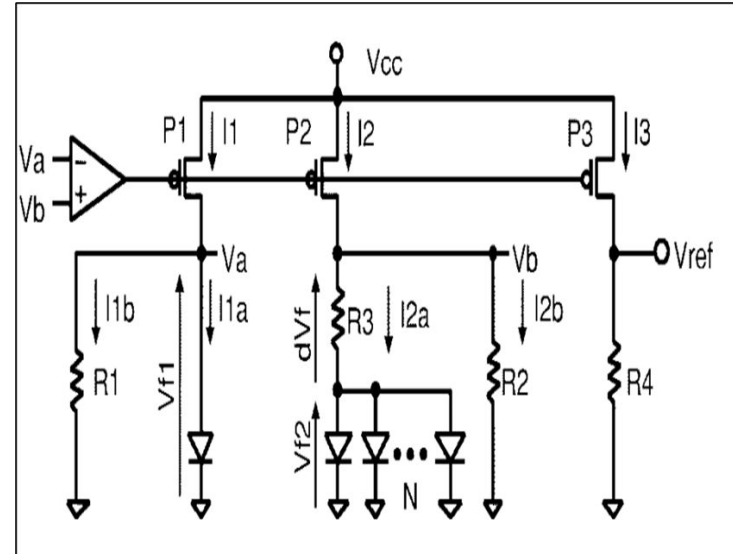 Vcc
P1 I1 P2 I2 P3 I3
Va - 
Vb +
Va Vb Vref
I1b I1a I2a I2b
R1 Vf1 dVf R3 R2 R4
Vf2
N